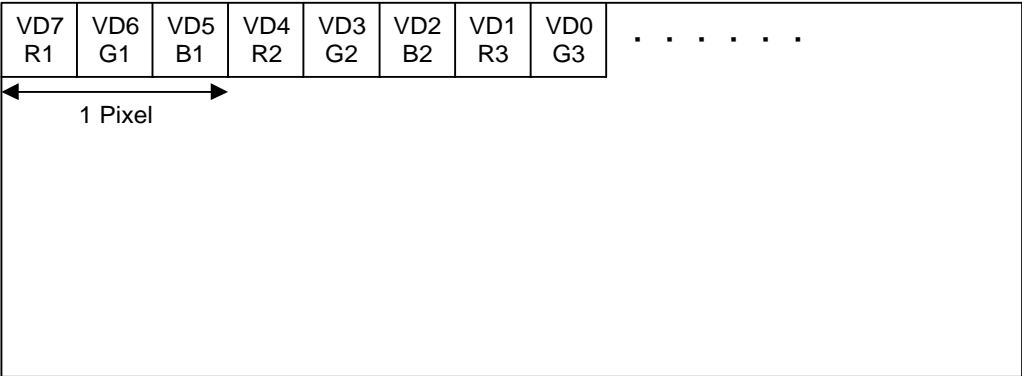 VD7 VD6 VD5 VD4 VD3 VD2 VD1 VD0 . . . . . .
R1 G1 B1 R2 G2 B2 R3 G3
1 Pixel